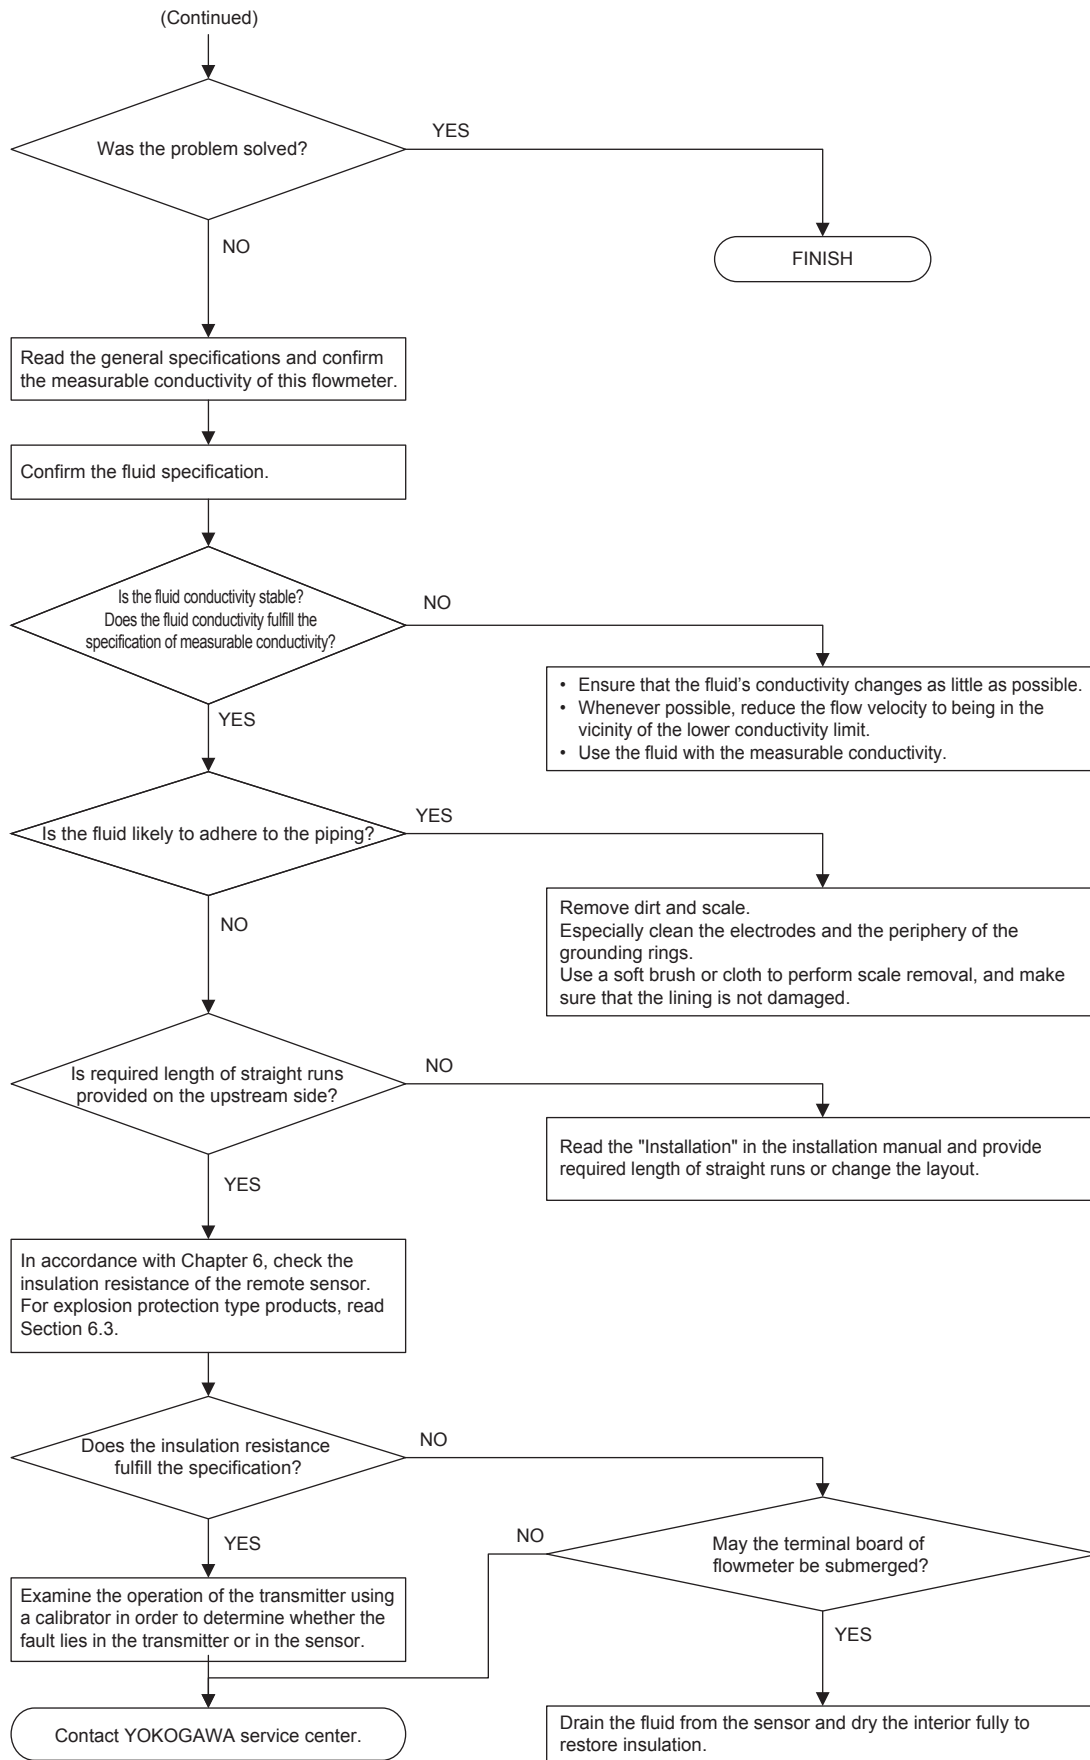 (Continued)
Was the problem solved?
YES
NO
FINISH
Read the general specifications and confirm
the measurable conductivity of this flowmeter.
Confirm the fluid specification.
Is the fluid conductivity stable?
Does the fluid conductivity fulfill the
specification of measurable conductivity?
NO
YES
• Ensure that the fluid's conductivity changes as little as possible.
• Whenever possible, reduce the flow velocity to being in the
vicinity of the lower conductivity limit.
• Use the fluid with the measurable conductivity.
Is the fluid likely to adhere to the piping?
YES
NO
Remove dirt and scale.
Especially clean the electrodes and the periphery of the
grounding rings.
Use a soft brush or cloth to perform scale removal, and make
sure that the lining is not damaged.
Is required length of straight runs
provided on the upstream side?
NO
YES
Read the "Installation" in the installation manual and provide
required length of straight runs or change the layout.
In accordance with Chapter 6, check the
insulation resistance of the remote sensor.
For explosion protection type products, read
Section 6.3.
Does the insulation resistance
fulfill the specification?
NO
YES
May the terminal board of
flowmeter be submerged?
NO
YES
Examine the operation of the transmitter using
a calibrator in order to determine whether the
fault lies in the transmitter or in the sensor.
Contact YOKOGAWA service center.
Drain the fluid from the sensor and dry the interior fully to
restore insulation.